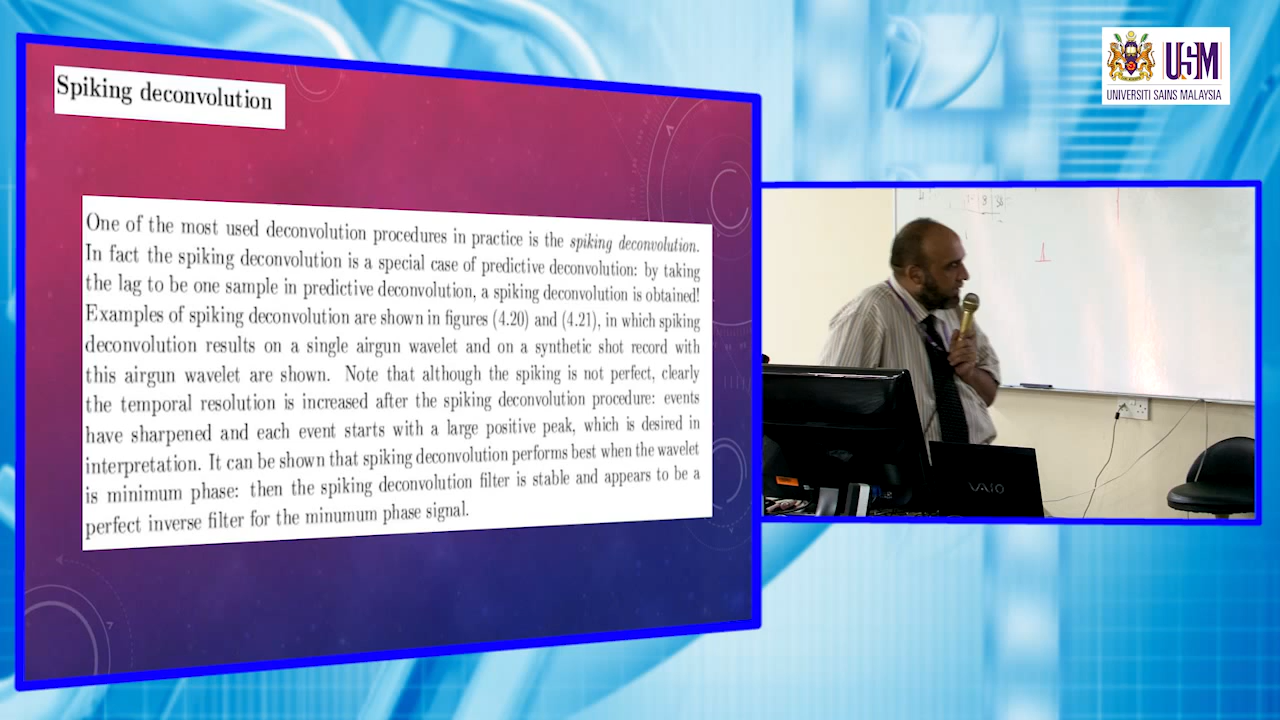 Spiking deconvolution
One of the most used deconvolution procedures in practice is the spiking deconvolution.
In fact the spiking deconvolution is a special case of predictive deconvolution: by taking
the lag to be one sample in predictive deconvolution, a spiking deconvolution is obtained!
Examples of spiking deconvolution are shown in figures (4.20) and (4.21), in which spiking
deconvolution results on a single airgun wavelet and on a synthetic shot record with
this airgun wavelet are shown. Note that although the spiking is not perfect, clearly
the temporal resolution is increased after the spiking deconvolution procedure: events
have sharpened and each event starts with a large positive peak, which is desired in
interpretation. It can be shown that spiking deconvolution performs best when the wavelet
is minimum phase: then the spiking deconvolution filter is stable and appears to be a
perfect inverse filter for the minumum phase signal.
USM
UNIVERSITI SAINS MALAYSIA
VAIO